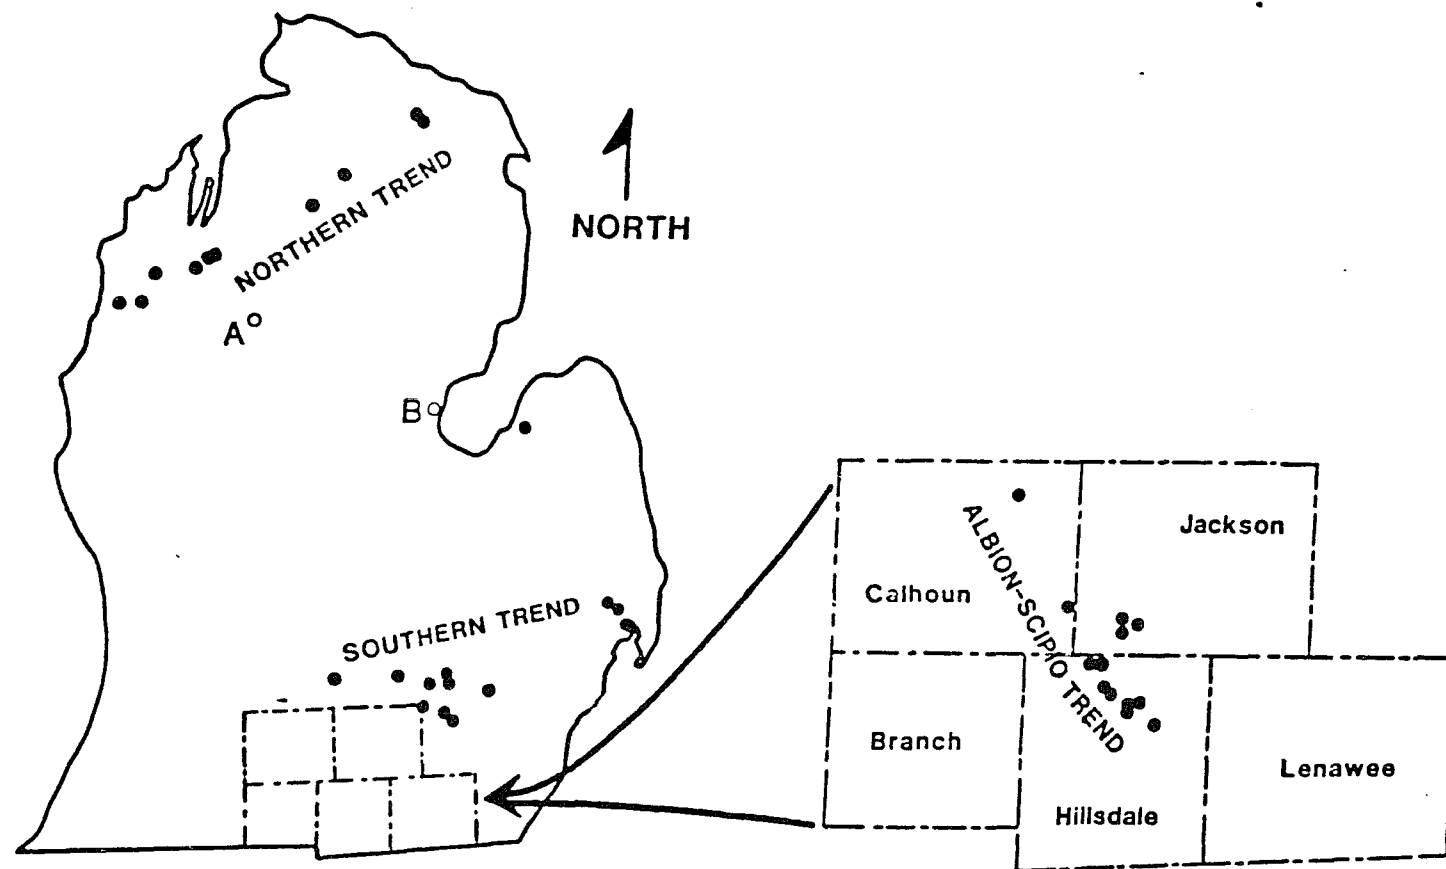 NORTHERN TREND
NORTH
A
B
SOUTHERN TREND
ALBION-SCIPIO TREND
Jackson
Calhoun
Branch
Lenawee
Hillsdale